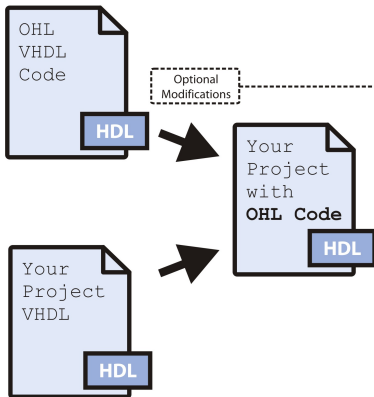 OHL
VHDL
Code
HDL
Optional
Modifications
Your
Project
with
OHL Code
HDL
Your
Project
VHDL
HDL